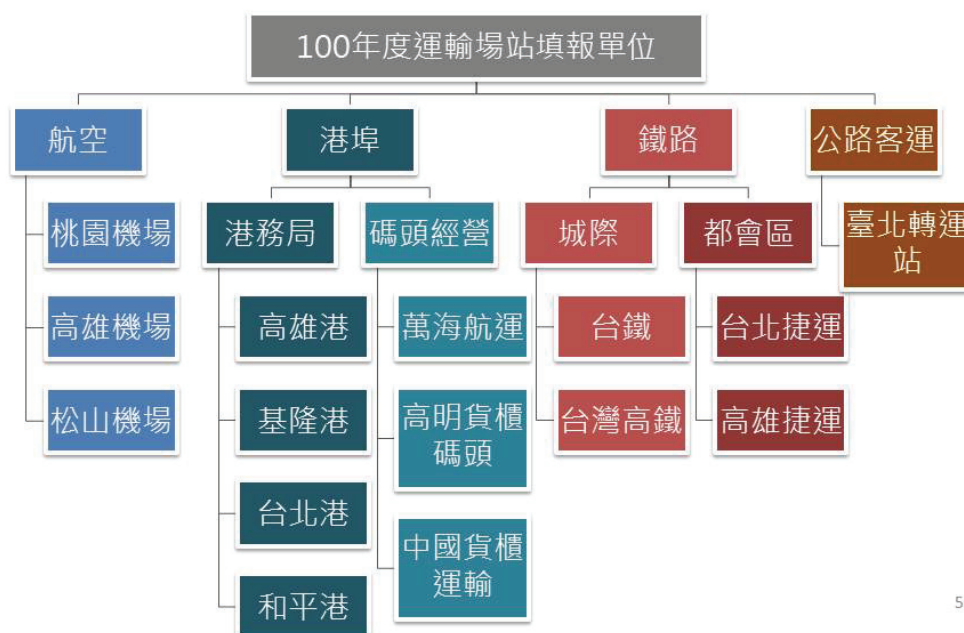 100年度運輸場站填報單位
航空
港埠
鐵路
公路客運
桃園機場
高雄機場
松山機場
港務局
高雄港
基隆港
台北港
和平港
碼頭經營
萬海航運
高明貨櫃
碼頭
中國貨櫃
運輸
城際
台鐵
台灣高鐵
都會區
台北捷運
高雄捷運
臺北轉運
站
5